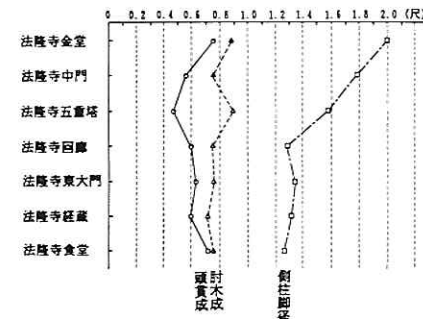 0 0.2 0.4 0.6 0.8 1.0 1.2 1.4 1.6 1.8 2.0 (尺)
法隆寺金堂
法隆寺中門
法隆寺五重塔
法隆寺回廊
法隆寺東大門
法隆寺経蔵
法隆寺食堂
頭貫成
肘木成
側柱脚径